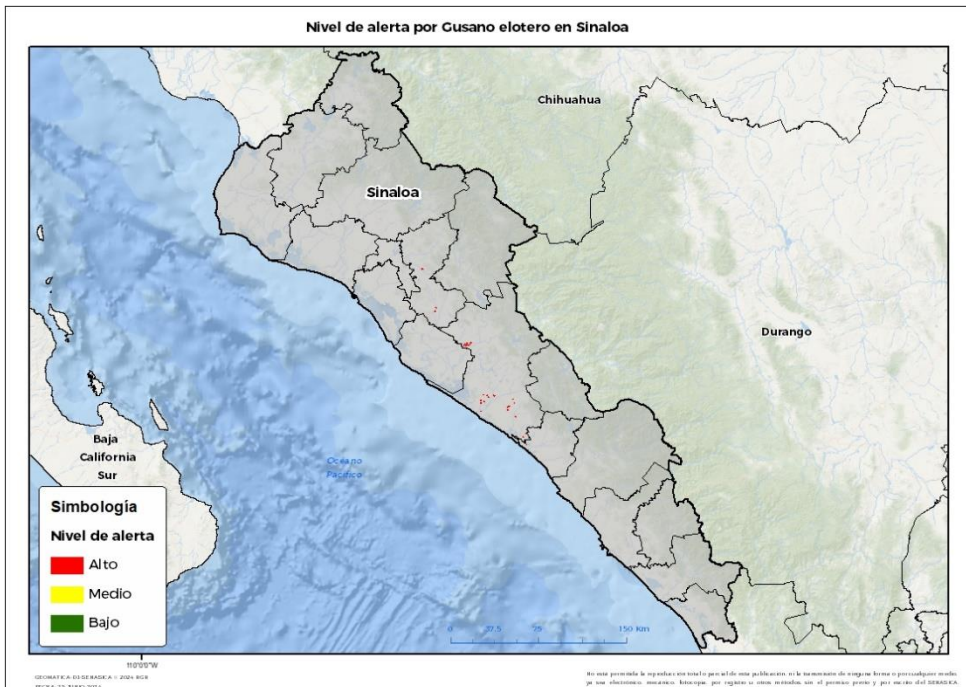 Nivel de alerta por Gusano elotero en Sinaloa
Chihuahua
Sinaloa
Durango
Baja
California
Sur
Oceano
Pacífico
Simbología
Nivel de alerta
Alto
Medio
Bajo
0 37.5 75 150 Km
110°0'0"W